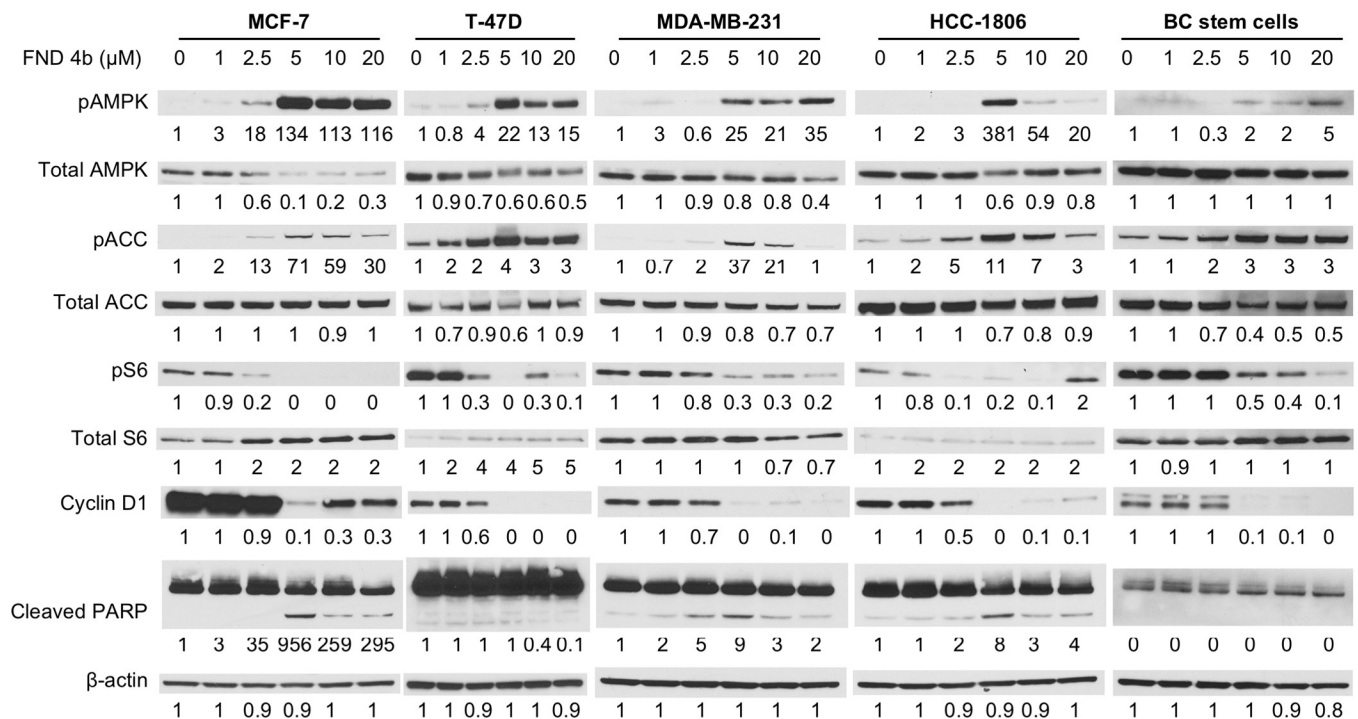 MCF-7 T-47D MDA-MB-231 HCC-1806 BC stem cells
FND 4b (μM) 0 1 2.5 5 10 20 0 1 2.5 5 10 20 0 1 2.5 5 10 20 0 1 2.5 5 10 20 0 1 2.5 5 10 20
pAMPK
1 3 18 134 113 116 1 0.8 4 22 13 15 1 3 0.6 25 21 35 1 2 3 381 54 20 1 1 0.3 2 2 5
Total AMPK
1 1 0.6 0.1 0.2 0.3 1 0.9 0.7 0.6 0.6 0.5 1 1 0.9 0.8 0.8 0.4 1 1 1 0.6 0.9 0.8 1 1 1 1 1 1
pACC
1 2 13 71 59 30 1 2 2 4 3 3 1 0.7 2 37 21 1 1 2 5 11 7 3 1 1 2 3 3 3
Total ACC
1 1 1 1 0.9 1 1 0.7 0.9 0.6 1 0.9 1 1 0.9 0.8 0.7 0.7 1 1 1 0.7 0.8 0.9 1 1 0.7 0.4 0.5 0.5
pS6
1 0.9 0.2 0 0 0 1 1 0.3 0 0.3 0.1 1 1 0.8 0.3 0.3 0.2 1 0.8 0.1 0.2 0.1 2 1 1 1 0.5 0.4 0.1
Total S6
1 1 2 2 2 2 1 2 4 4 5 5 1 1 1 1 0.7 0.7 1 2 2 2 2 2 1 0.9 1 1 1 1
Cyclin D1
1 1 0.9 0.1 0.3 0.3 1 1 0.6 0 0 0 1 1 0.7 0 0.1 0 1 1 0.5 0 0.1 0.1 1 1 1 0.1 0.1 0
Cleaved PARP
1 3 35 956 259 295 1 1 1 1 0.4 0.1 1 2 5 9 3 2 1 1 2 8 3 4 0 0 0 0 0 0
β-actin
1 1 0.9 0.9 1 1 1 1 0.9 1 1 0.9 1 1 1 1 1 1 1 1 0.9 0.9 0.9 1 1 1 1 1 0.9 0.8